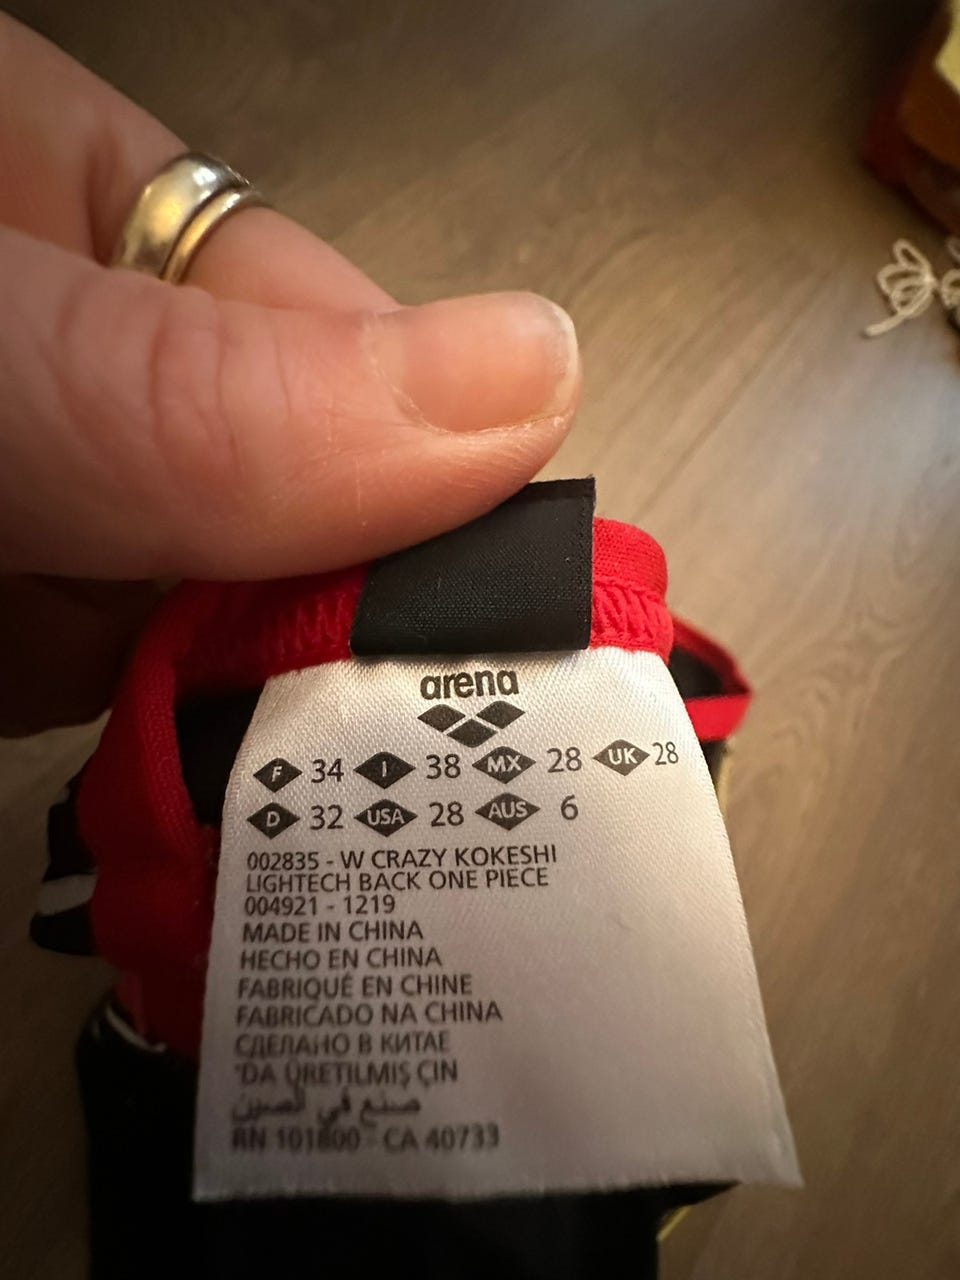 arena
F 34 I 38 MX 28 UK 28
D 32 USA 28 AUS 6
002835 - W CRAZY KOKESHI
LIGHTECH BACK ONE PIECE
004921 - 1219
MADE IN CHINA
HECHO EN CHINA
FABRIQUÉ EN CHINE
FABRICADO NA CHINA
СДЕЛАНО В КИТАЕ
'DA ÜRETILMIŞ ÇIN
صنع في الصين
RN 101800 - CA 40733